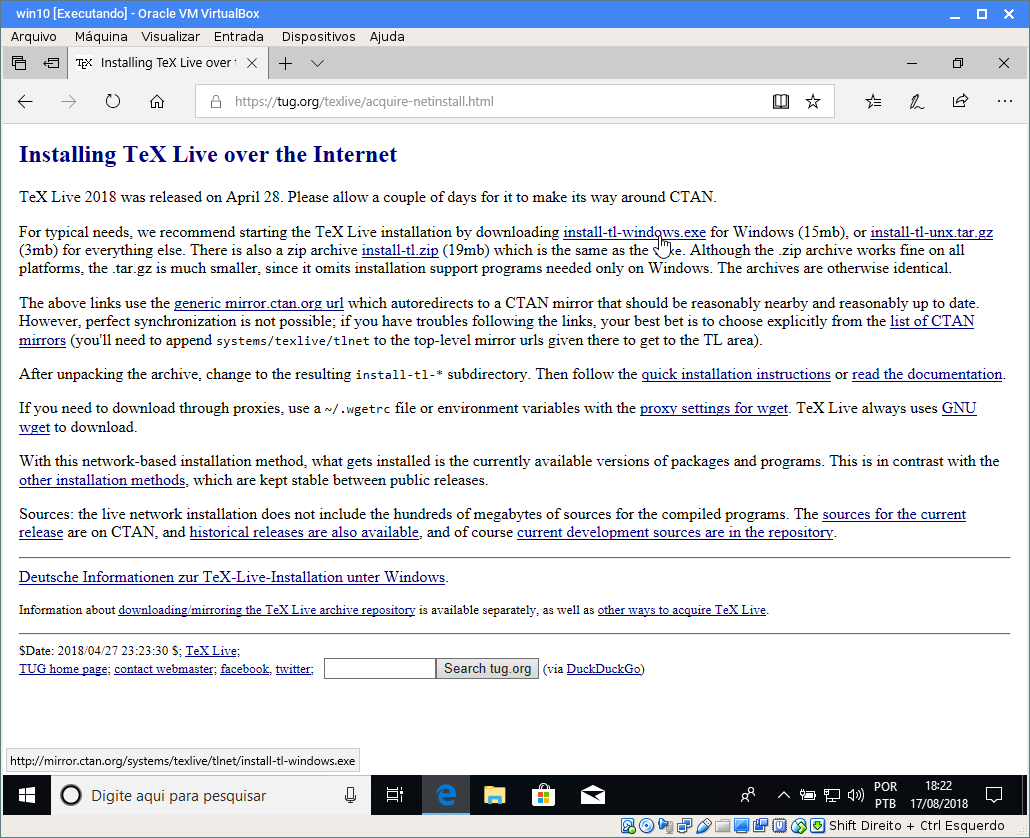 win10 [Executando] - Oracle VM VirtualBox
Arquivo Máquina Visualizar Entrada Dispositivos Ajuda
TEX Installing TeX Live over t
https://tug.org/texlive/acquire-netinstall.html
Installing TeX Live over the Internet
TeX Live 2018 was released on April 28. Please allow a couple of days for it to make its way around CTAN.
For typical needs, we recommend starting the TeX Live installation by downloading install-tl-windows.exe for Windows (15mb), or install-tl-unx.tar.gz
(3mb) for everything else. There is also a zip archive install-tl.zip (19mb) which is the same as the Although the .zip archive works fine on all
platforms, the .tar.gz is much smaller, since it omits installation support programs needed only on Windows. The archives are otherwise identical.
The above links use the generic mirror.ctan.org url which autoredirects to a CTAN mirror that should be reasonably nearby and reasonably up to date.
However, perfect synchronization is not possible; if you have troubles following the links, your best bet is to choose explicitly from the list of CTAN
mirrors (you'll need to append systems/texlive/tlnet to the top-level mirror urls given there to get to the TL area).
After unpacking the archive, change to the resulting install-tl-* subdirectory. Then follow the quick installation instructions or read the documentation.
If you need to download through proxies, use a ~/.wgetrc file or environment variables with the proxy settings for wget. TeX Live always uses GNU
wget to download.
With this network-based installation method, what gets installed is the currently available versions of packages and programs. This is in contrast with the
other installation methods, which are kept stable between public releases.
Sources: the live network installation does not include the hundreds of megabytes of sources for the compiled programs. The sources for the current
release are on CTAN, and historical releases are also available, and of course current development sources are in the repository.
Deutsche Informationen zur TeX-Live-Installation unter Windows.
Information about downloading/mirroring the TeX Live archive repository is available separately, as well as other ways to acquire TeX Live.
$Date: 2018/04/27 23:23:30 $; TeX Live;
TUG home page; contact webmaster; facebook, twitter; Search tug.org (via DuckDuckGo)
http://mirror.ctan.org/systems/texlive/tlnet/install-tl-windows.exe
Digite aqui para pesquisar
POR 18:22
PTB 17/08/2018
Shift Direito + Ctrl Esquerdo